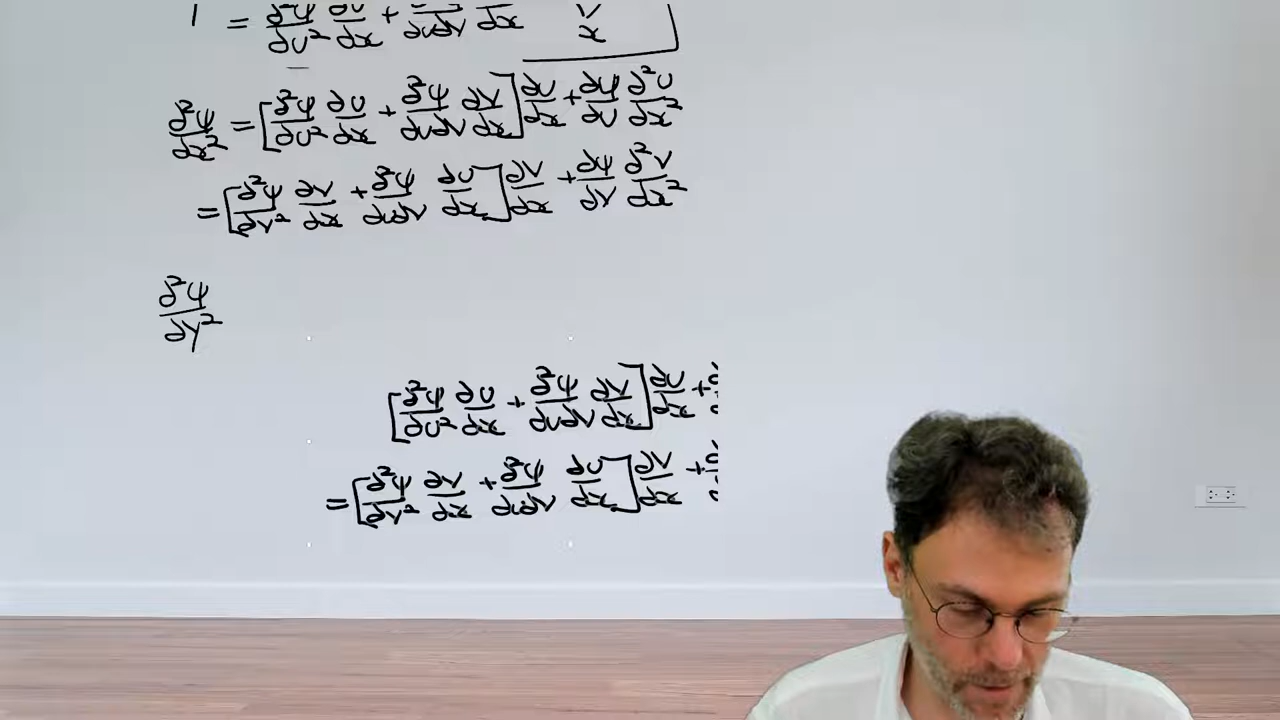 = ∂²ψ/∂u² ∂u/∂x + ∂u∂v ∂x v/x
∂²ψ/∂x² = [∂²ψ/∂u² ∂u/∂x + ∂²ψ/∂u∂v ∂v/∂x] ∂u/∂x + ∂ψ/∂u ∂²u/∂x²
= [∂²ψ/∂v² ∂v/∂x + ∂²ψ/∂u∂v ∂u/∂x] ∂v/∂x + ∂ψ/∂v ∂²v/∂x²
∂²ψ/∂y²
[∂²ψ/∂u² ∂u/∂x + ∂²ψ/∂u∂v ∂v/∂x] ∂u/∂x +
= [∂²ψ/∂v² ∂v/∂x + ∂²ψ/∂u∂v ∂u/∂x] ∂v/∂x +